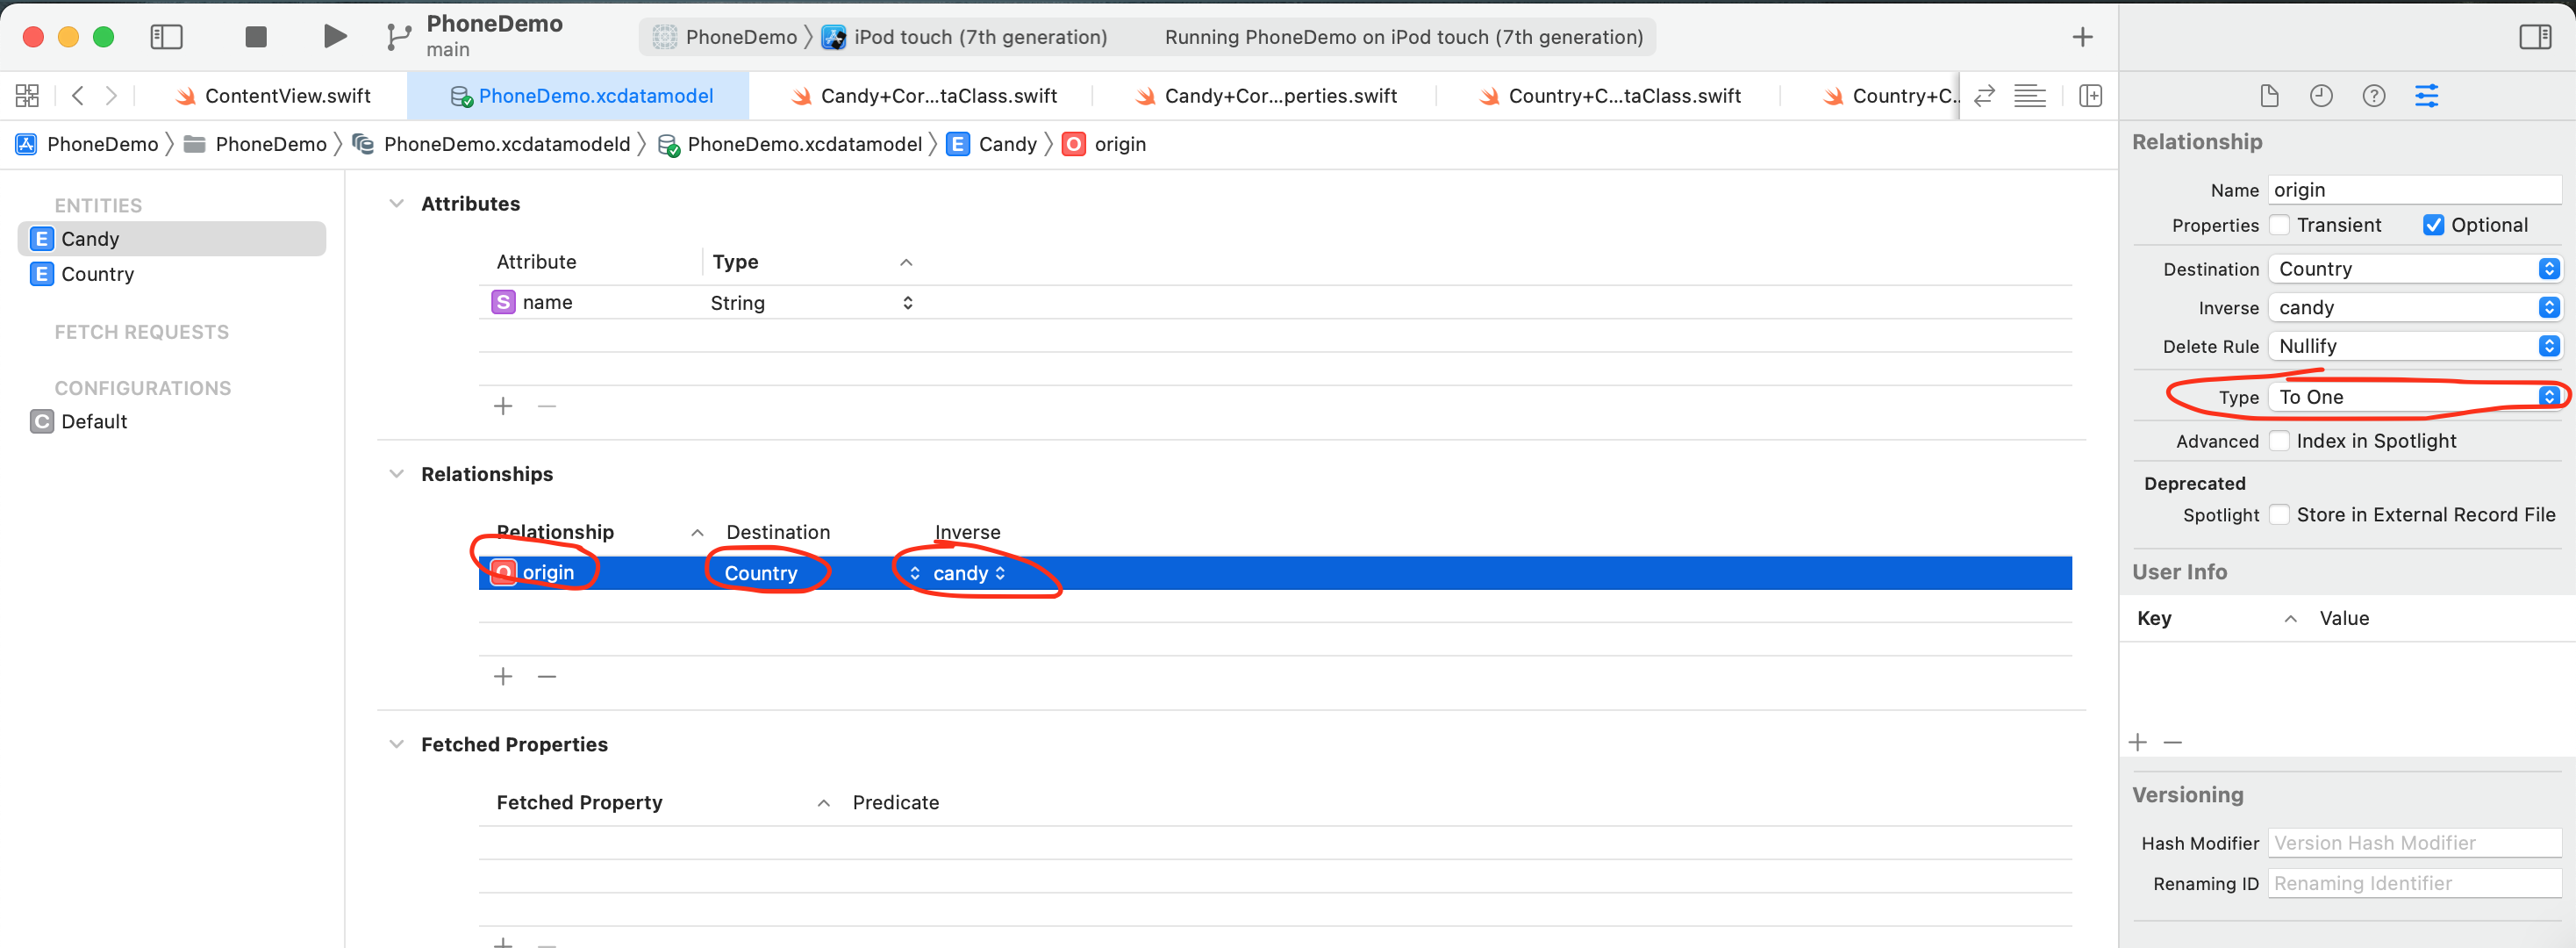 PhoneDemo
main
PhoneDemo iPod touch (7th generation) Running PhoneDemo on iPod touch (7th generation)
ContentView.swift PhoneDemo.xcdatamodel Candy+Cor...taClass.swift Candy+Cor...perties.swift Country+C...taClass.swift Country+C..
PhoneDemo PhoneDemo PhoneDemo.xcdatamodeld PhoneDemo.xcdatamodel E Candy O origin
ENTITIES
E Candy
E Country
FETCH REQUESTS
CONFIGURATIONS
C Default
Attributes
Attribute Type
S name String
Relationships
Relationship Destination Inverse
O origin Country candy
Fetched Properties
Fetched Property Predicate
Relationship
Name origin
Properties Transient Optional
Destination Country
Inverse candy
Delete Rule Nullify
Type To One
Advanced Index in Spotlight
Deprecated
Spotlight Store in External Record File
User Info
Key Value
Versioning
Hash Modifier Version Hash Modifier
Renaming ID Renaming Identifier